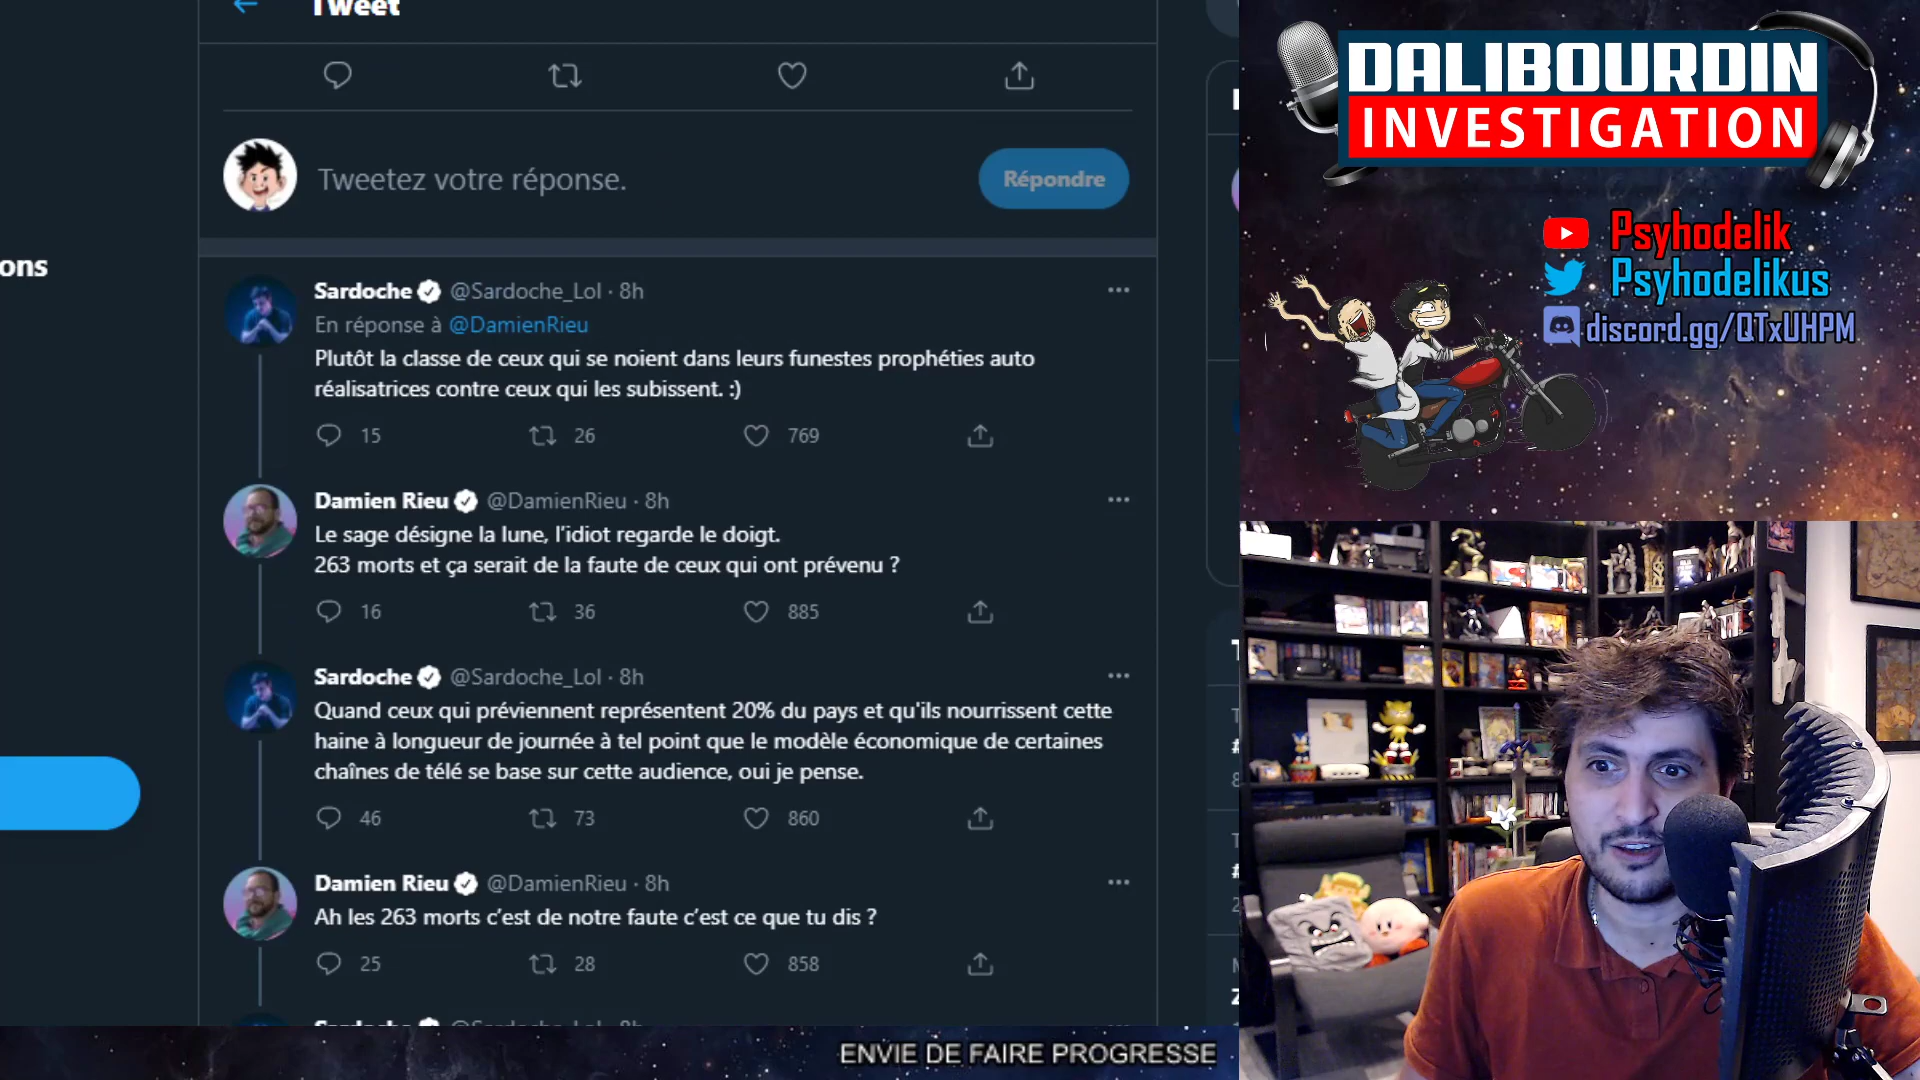 Tweet
Tweetez votre réponse.
Répondre
ons
Sardoche @Sardoche_Lol · 8h
En réponse à @DamienRieu
Plutôt la classe de ceux qui se noient dans leurs funestes prophéties auto
réalisatrices contre ceux qui les subissent. :)
15 26 769
Damien Rieu @DamienRieu · 8h
Le sage désigne la lune, l'idiot regarde le doigt.
263 morts et ça serait de la faute de ceux qui ont prévenu ?
16 36 885
Sardoche @Sardoche_Lol · 8h
Quand ceux qui préviennent représentent 20% du pays et qu'ils nourrissent cette
haine à longueur de journée à tel point que le modèle économique de certaines
chaînes de télé se base sur cette audience, oui je pense.
46 73 860
Damien Rieu @DamienRieu · 8h
Ah les 263 morts c'est de notre faute c'est ce que tu dis ?
25 28 858
Sardoche @Sardoche_Lol · 8h
ENVIE DE FAIRE PROGRESSE
DALIBOURDIN
INVESTIGATION
Psyhodelik
Psyhodelikus
discord.gg/QTxUHPM